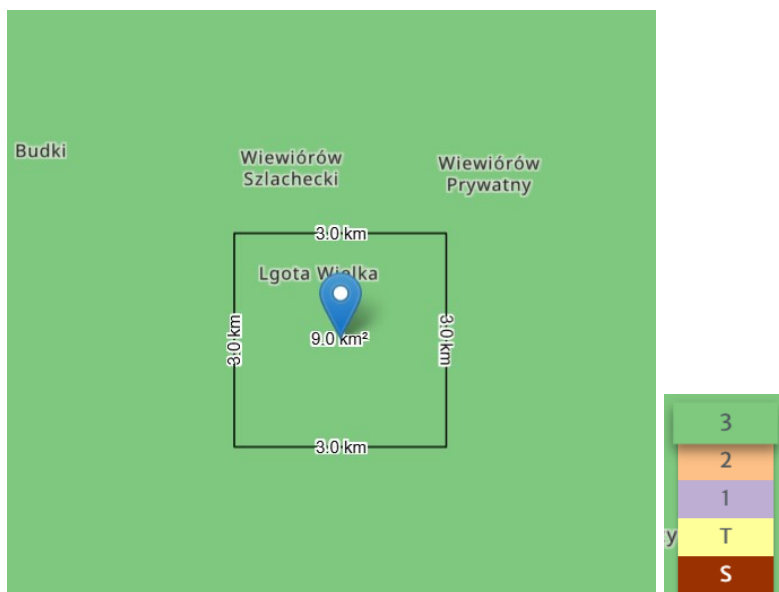 Budki
Wiewiórów
Szlachecki
Wiewiórów
Prywatny
3.0 km
Lgota Wielka
3.0 km
9.0 km²
3.0 km
3.0 km
3
2
1
y
T
S